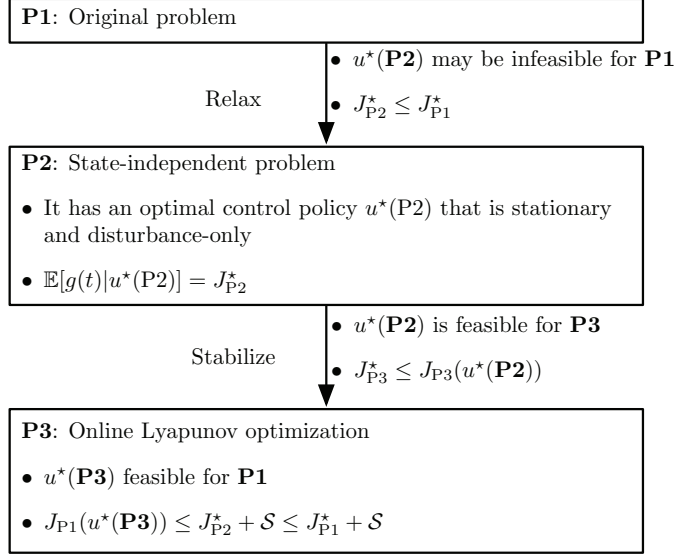 P1: Original problem
• u⋆(P2) may be infeasible for P1
Relax
• J⋆P2 ≤ J⋆P1
P2: State-independent problem
• It has an optimal control policy u⋆(P2) that is stationary
and disturbance-only
• 𝔼[g(t)|u⋆(P2)] = J⋆P2
• u⋆(P2) is feasible for P3
Stabilize
• J⋆P3 ≤ JP3(u⋆(P2))
P3: Online Lyapunov optimization
• u⋆(P3) feasible for P1
• JP1(u⋆(P3)) ≤ J⋆P2 + 𝒮 ≤ J⋆P1 + 𝒮